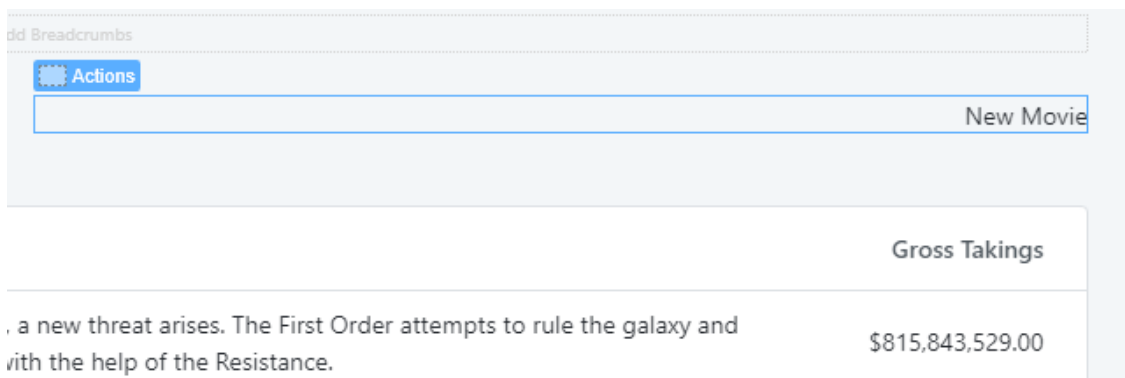 dd Breadcrumbs
Actions
New Movie
Gross Takings
, a new threat arises. The First Order attempts to rule the galaxy and
with the help of the Resistance.
$815,843,529.00